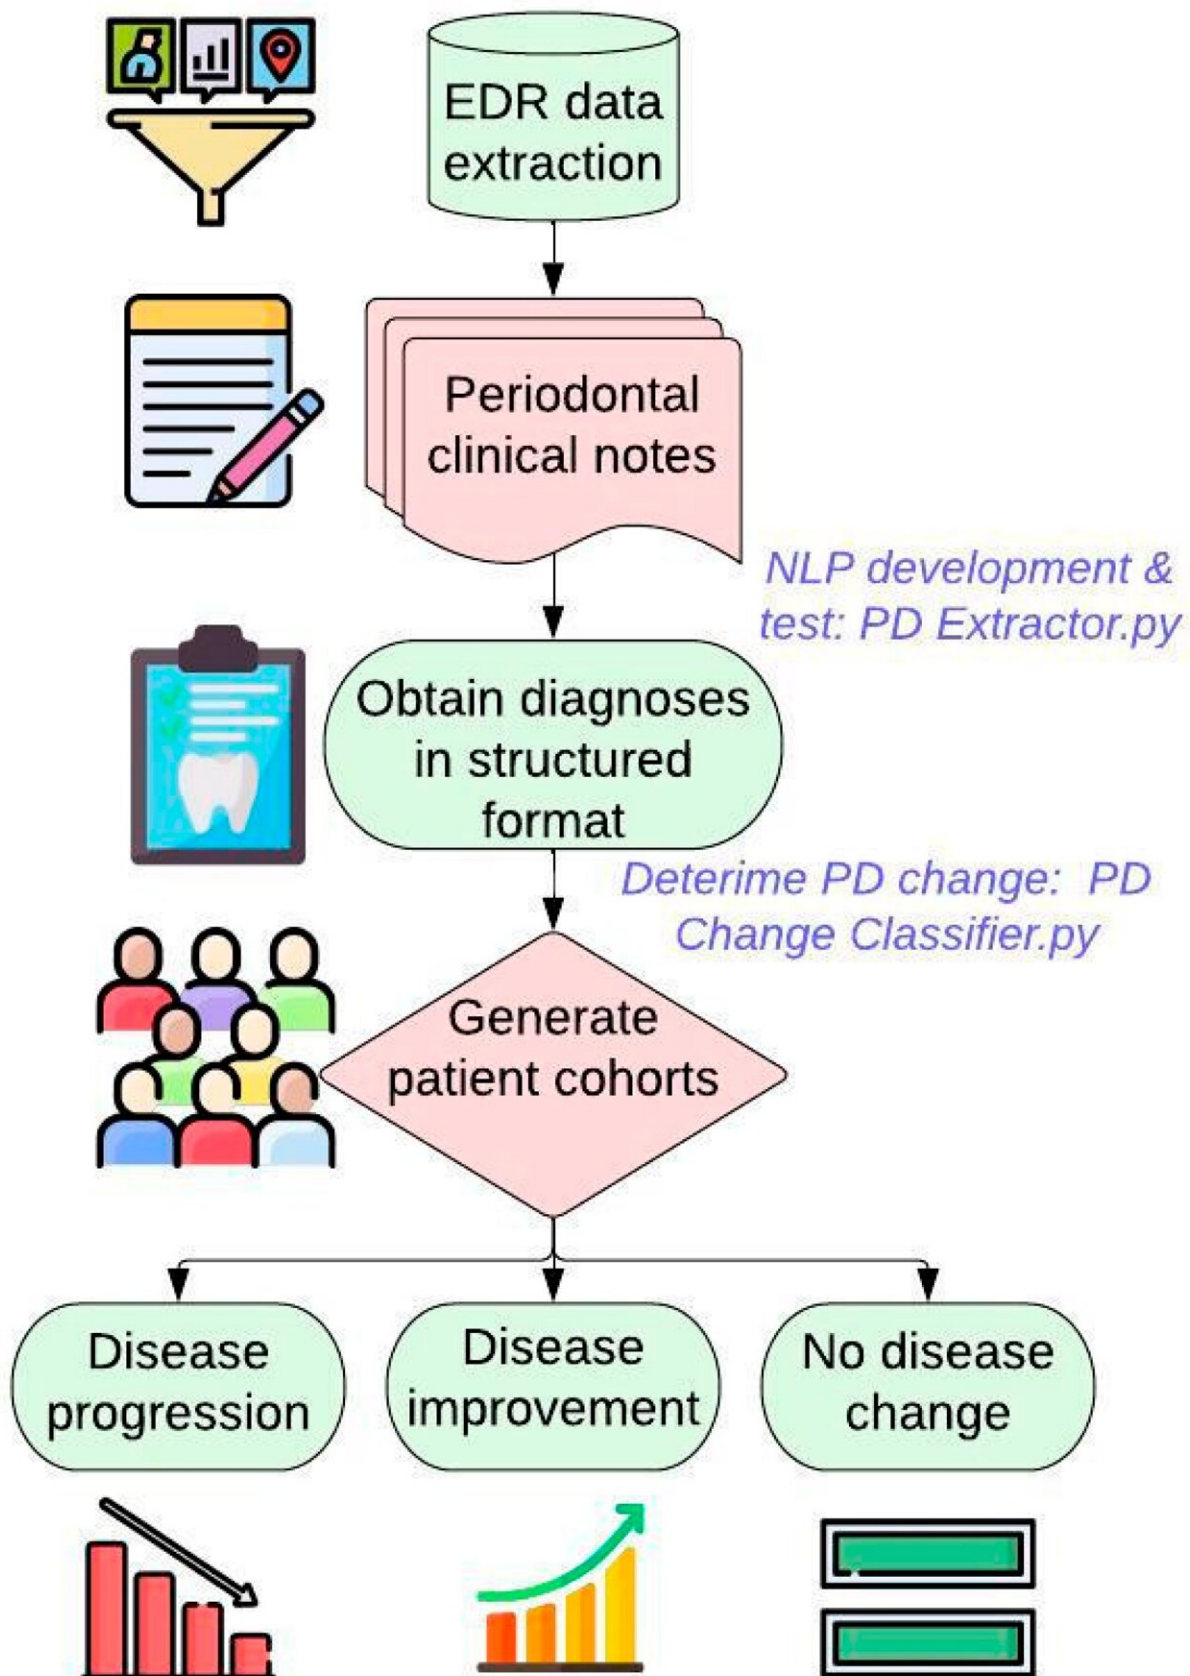 EDR data
extraction
Periodontal
clinical notes
NLP development &
test: PD Extractor.py
Obtain diagnoses
in structured
format
Deterime PD change:  PD
Change Classifier.py
Generate
patient cohorts
Disease
progression
Disease
improvement
No disease
change